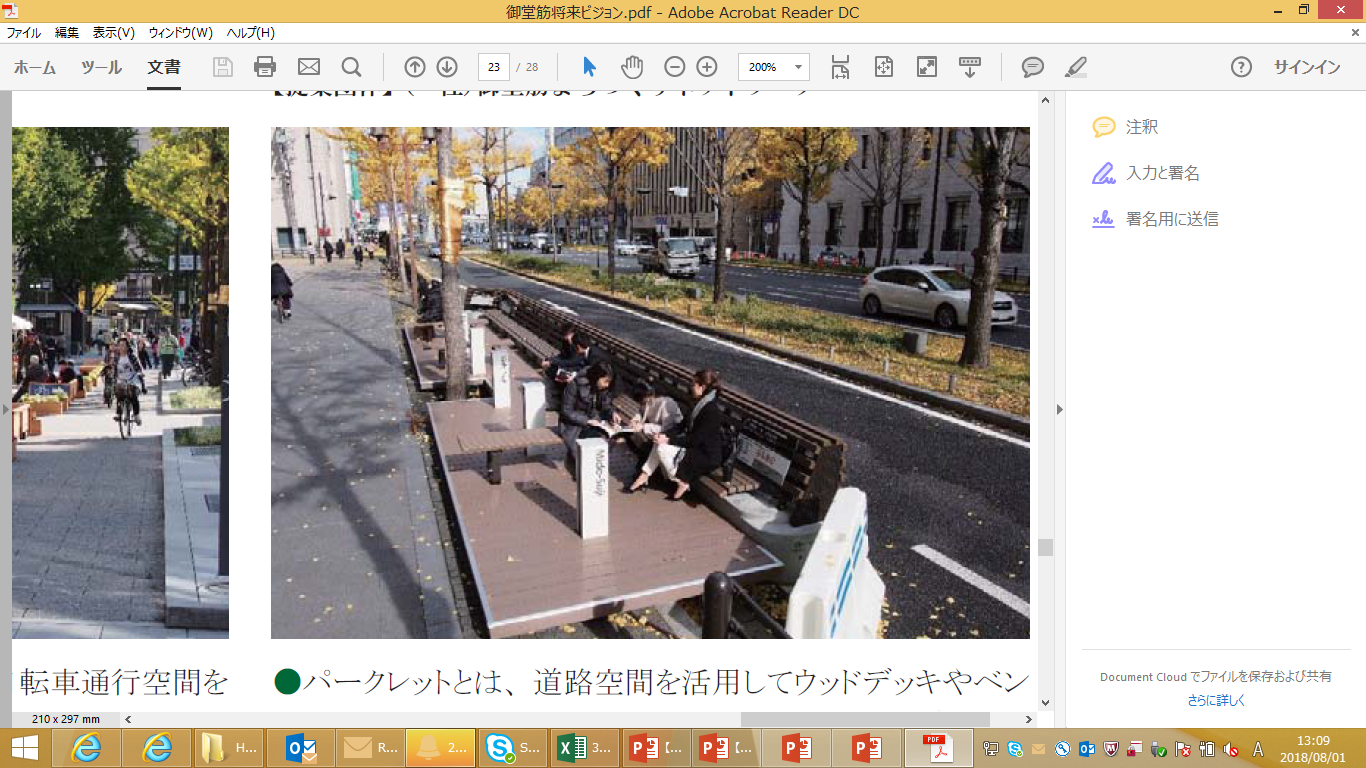 御堂筋将来ビジョン.pdf - Adobe Acrobat Reader DC
ファイル 編集 表示(V) ウィンドウ(W) ヘルプ(H)
ホーム ツール 文書 23 / 28 200% サインイン
注釈
入力と署名
署名用に送信
Mido-Suji
転車通行空間を
●パークレットとは、道路空間を活用してウッドデッキやベン
Document Cloud でファイルを保存および共有
さらに詳しく
210 x 297 mm
H... R... 2... S... 3... 【... 【... A 13:09
2018/08/01